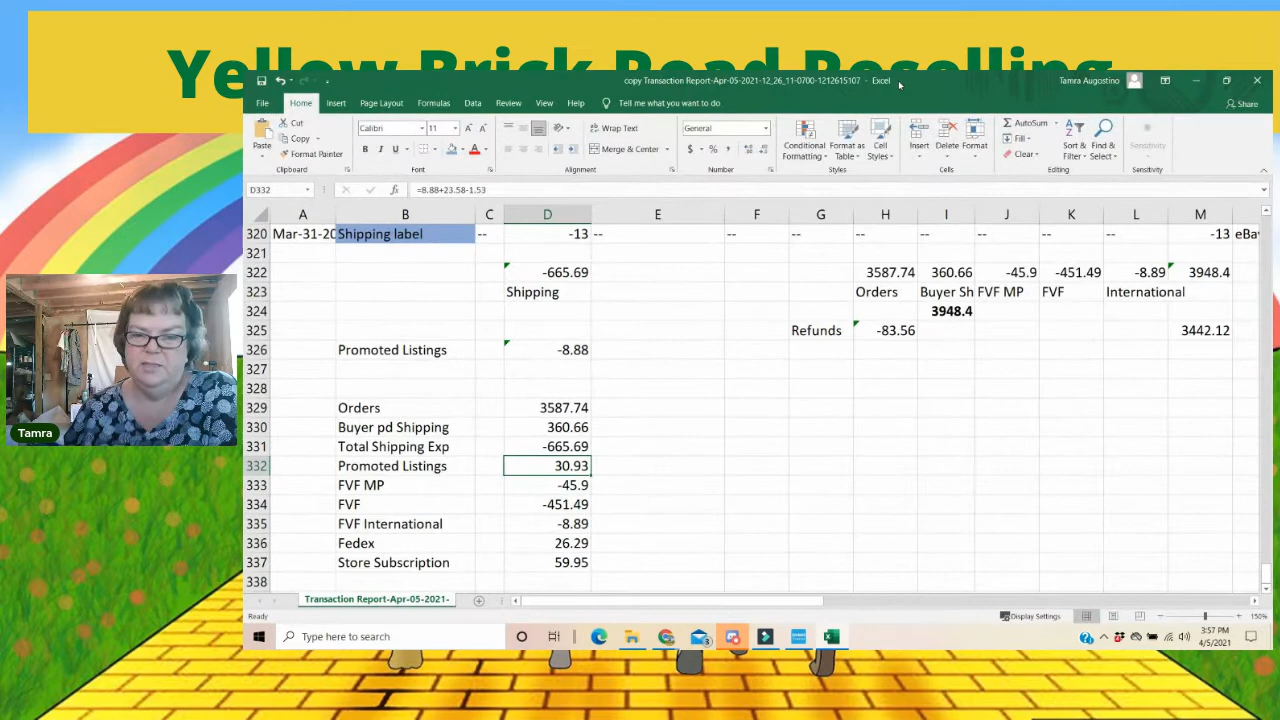 Yellow Brick Road Reselling
copy Transaction Report-Apr-05-2021-12_26_11-0700-1212615107 - Excel
Tamra Augostino
File Home Insert Page Layout Formulas Data Review View Help Tell me what you want to do
Share
Paste
Cut
Copy
Format Painter
Clipboard
Calibri 11
B I U
Font
Wrap Text
Merge & Center
Alignment
General
$ % ,
Number
Conditional Formatting
Format as Table
Cell Styles
Styles
Insert Delete Format
Cells
AutoSum
Fill
Clear
Sort & Filter
Find & Select
Editing
Sensitivity
Sensitivity
D332 fx =8.88+23.58-1.53
A B C D E F G H I J K L M
320 Mar-31-20 Shipping label -- -13 -- -- -- -- -- -- -- -- -13 eBay
321
322 -665.69 3587.74 360.66 -45.9 -451.49 -8.89 3948.4
323 Shipping Orders Buyer Sh FVF MP FVF International
324 3948.4
325 Refunds -83.56 3442.12
326 Promoted Listings -8.88
327
328
329 Orders 3587.74
330 Buyer pd Shipping 360.66
331 Total Shipping Exp -665.69
332 Promoted Listings 30.93
333 FVF MP -45.9
334 FVF -451.49
335 FVF International -8.89
336 Fedex 26.29
337 Store Subscription 59.95
338
Transaction Report-Apr-05-2021-
Ready
Display Settings
150%
Type here to search
3:57 PM
4/5/2021
Tamra